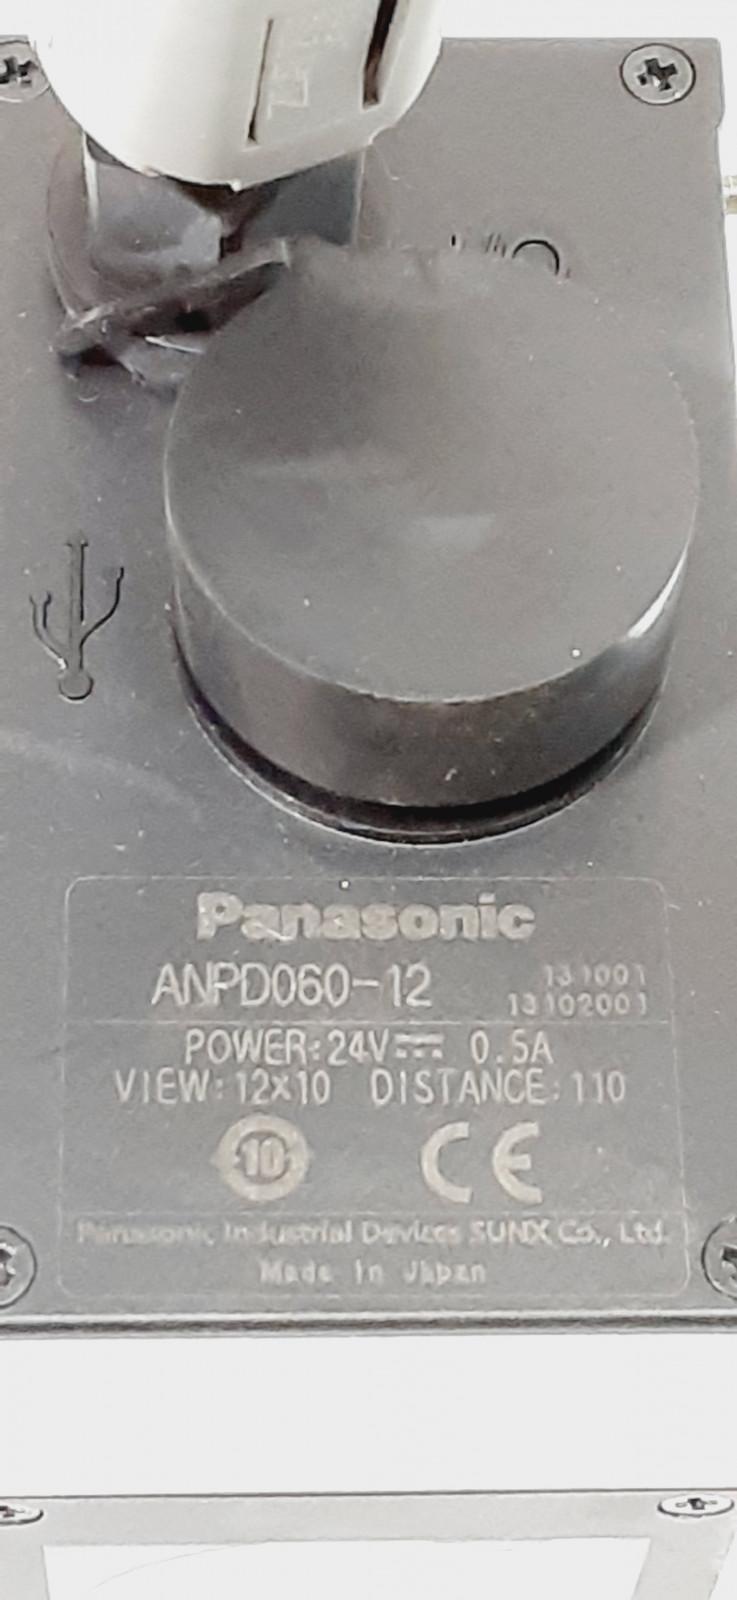 Panasonic
ANPD060-12
131001
13102001
POWER:24V⎓ 0.5A
VIEW:12×10 DISTANCE:110
10
CE
Panasonic Industrial Devices SUNX Co., Ltd.
Made in Japan